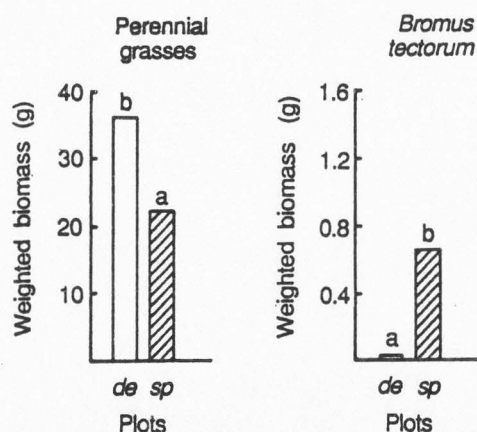 Perennial
grasses
Weighted biomass (g)
40
30
20
10
b
a
de sp
Plots
Bromus
tectorum
Weighted biomass (g)
1.6
1.2
0.8
0.4
a
b
de sp
Plots